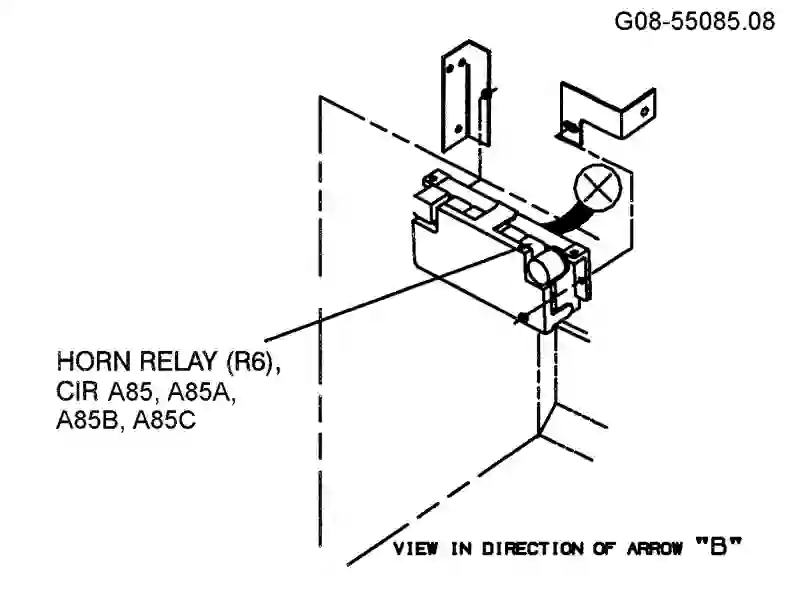 G08-55085.08
HORN RELAY (R6),
CIR A85, A85A,
A85B, A85C
VIEW IN DIRECTION OF ARROW "B"